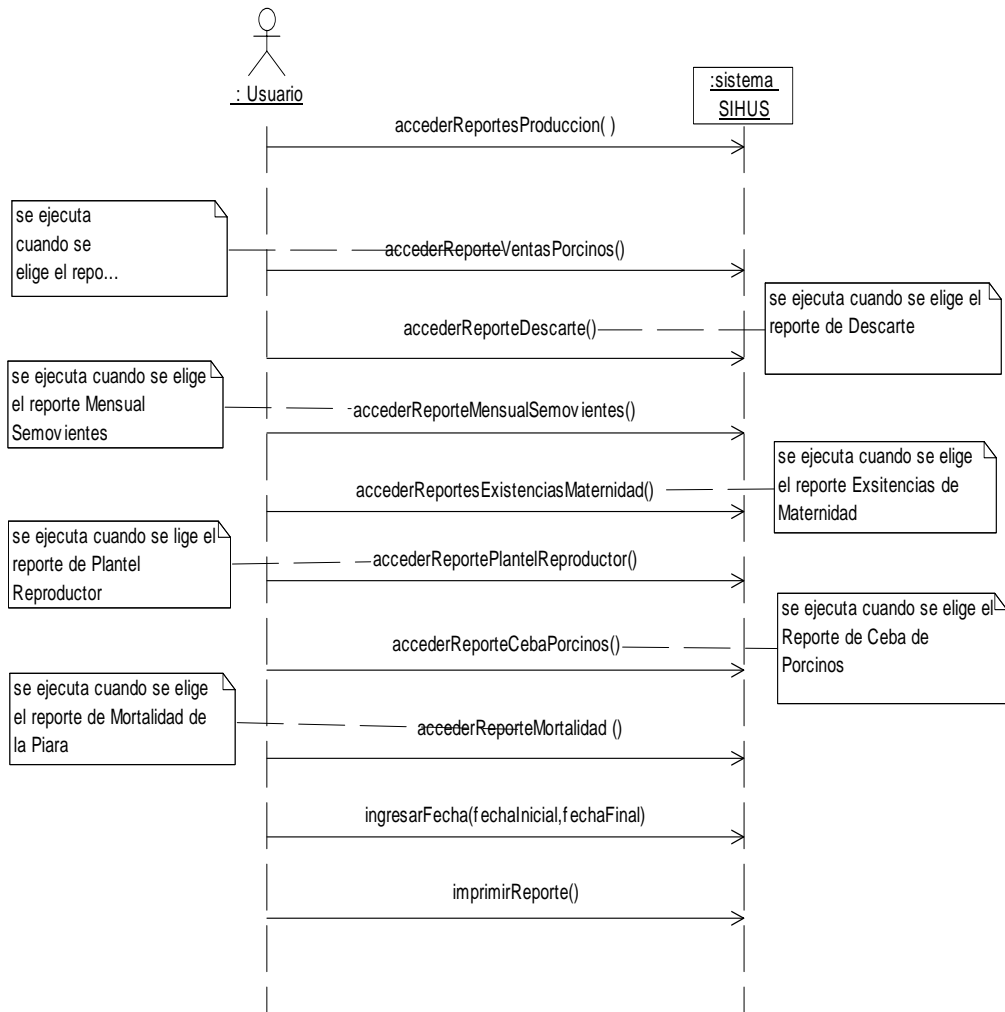 : Usuario
:sistema
SIHUS
accederReportesProduccion( )
se ejecuta
cuando se
elige el repo...
accederReporteVentasPorcinos()
se ejecuta cuando se elige el
reporte de Descarte
accederReporteDescarte()
se ejecuta cuando se elige
el reporte Mensual
Semovientes
accederReporteMensualSemovientes()
se ejecuta cuando se elige
el reporte Exsitencias de
Maternidad
accederReportesExistenciasMaternidad()
se ejecuta cuando se lige el
reporte de Plantel
Reproductor
accederReportePlantelReproductor()
se ejecuta cuando se elige el
Reporte de Ceba de
Porcinos
accederReporteCebaPorcinos()
se ejecuta cuando se elige
el reporte de Mortalidad de
la Piara
accederReporteMortalidad ()
ingresarFecha(fechaInicial,fechaFinal)
imprimirReporte()